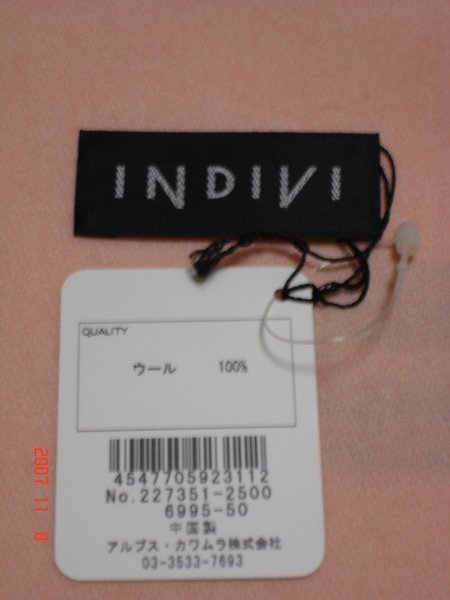 INDIVI
QUALITY
ウール 100%
4547705923112
No.227351-2500
6995-50
中国製
アルプス・カワムラ株式会社
03-3533-7693
2007 11 8